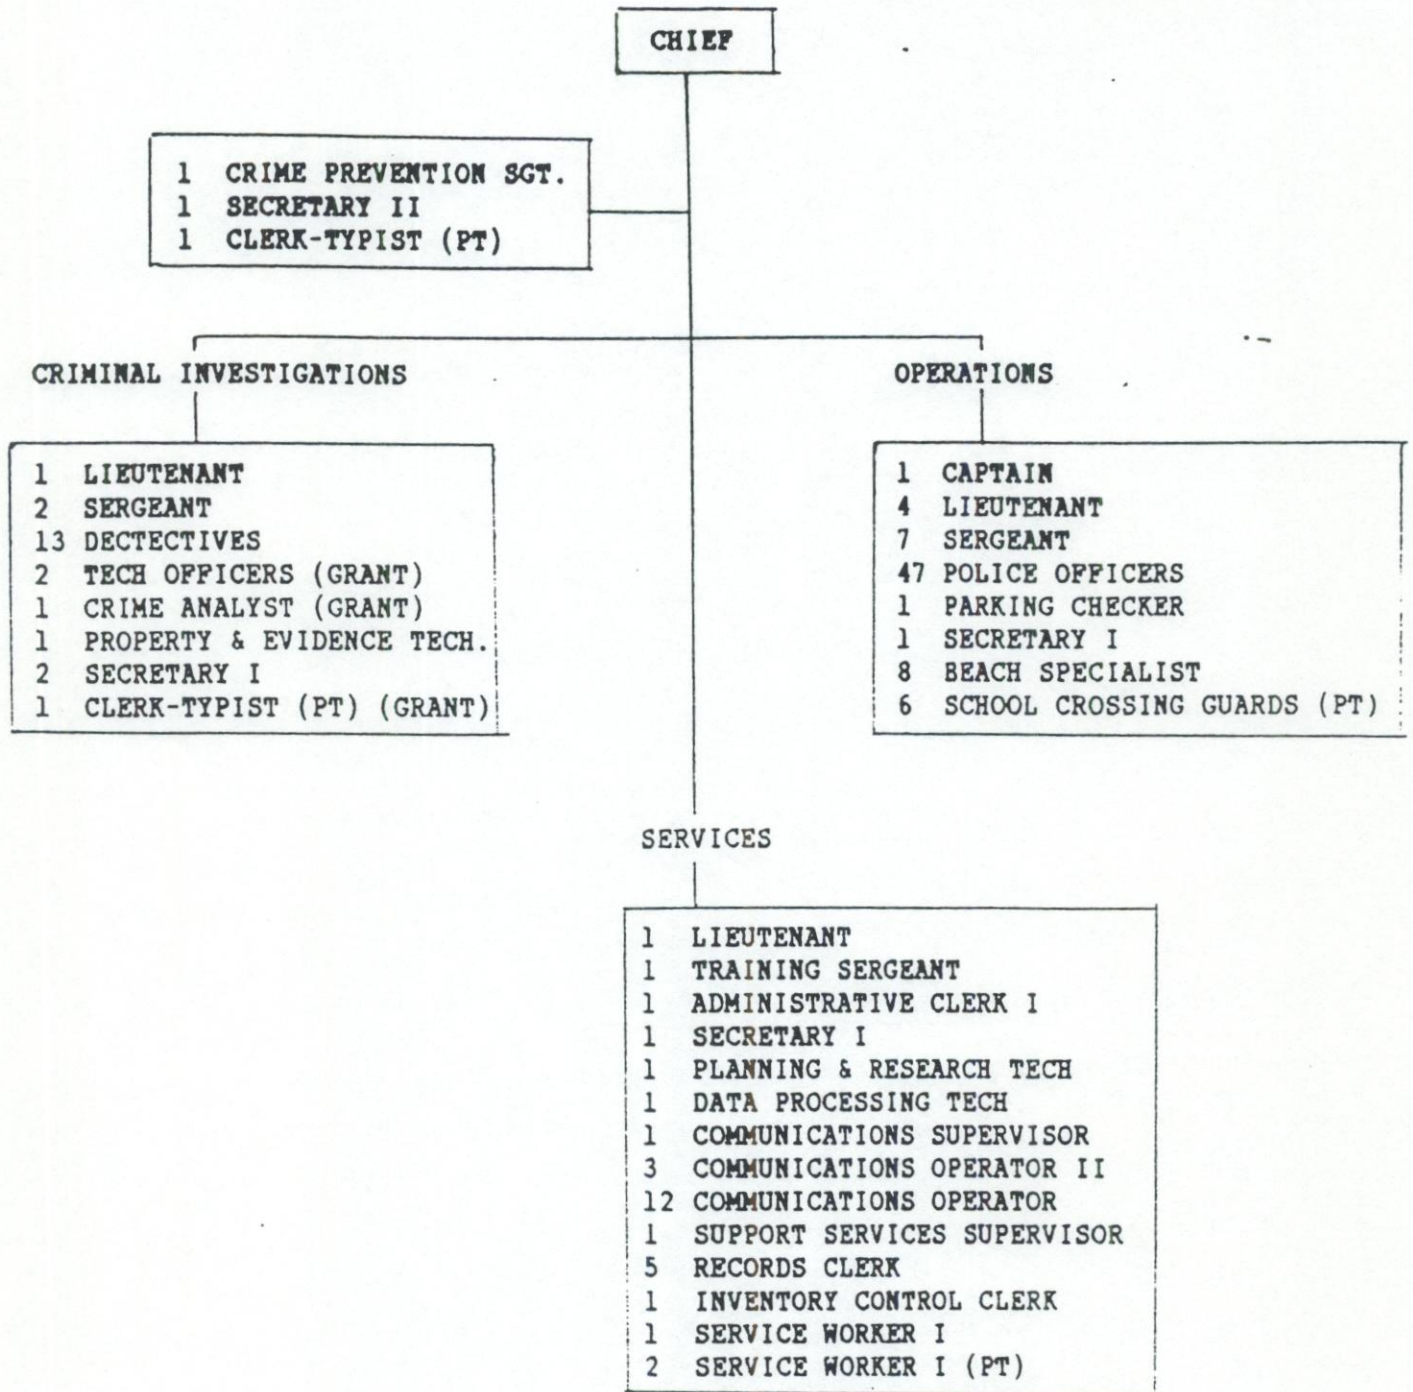 CHIEF
1 CRIME PREVENTION SGT.
1 SECRETARY II
1 CLERK-TYPIST (PT)
CRIMINAL INVESTIGATIONS
1 LIEUTENANT
2 SERGEANT
13 DECTECTIVES
2 TECH OFFICERS (GRANT)
1 CRIME ANALYST (GRANT)
1 PROPERTY & EVIDENCE TECH.
2 SECRETARY I
1 CLERK-TYPIST (PT) (GRANT)
OPERATIONS
1 CAPTAIN
4 LIEUTENANT
7 SERGEANT
47 POLICE OFFICERS
1 PARKING CHECKER
1 SECRETARY I
8 BEACH SPECIALIST
6 SCHOOL CROSSING GUARDS (PT)
SERVICES
1 LIEUTENANT
1 TRAINING SERGEANT
1 ADMINISTRATIVE CLERK I
1 SECRETARY I
1 PLANNING & RESEARCH TECH
1 DATA PROCESSING TECH
1 COMMUNICATIONS SUPERVISOR
3 COMMUNICATIONS OPERATOR II
12 COMMUNICATIONS OPERATOR
1 SUPPORT SERVICES SUPERVISOR
5 RECORDS CLERK
1 INVENTORY CONTROL CLERK
1 SERVICE WORKER I
2 SERVICE WORKER I (PT)